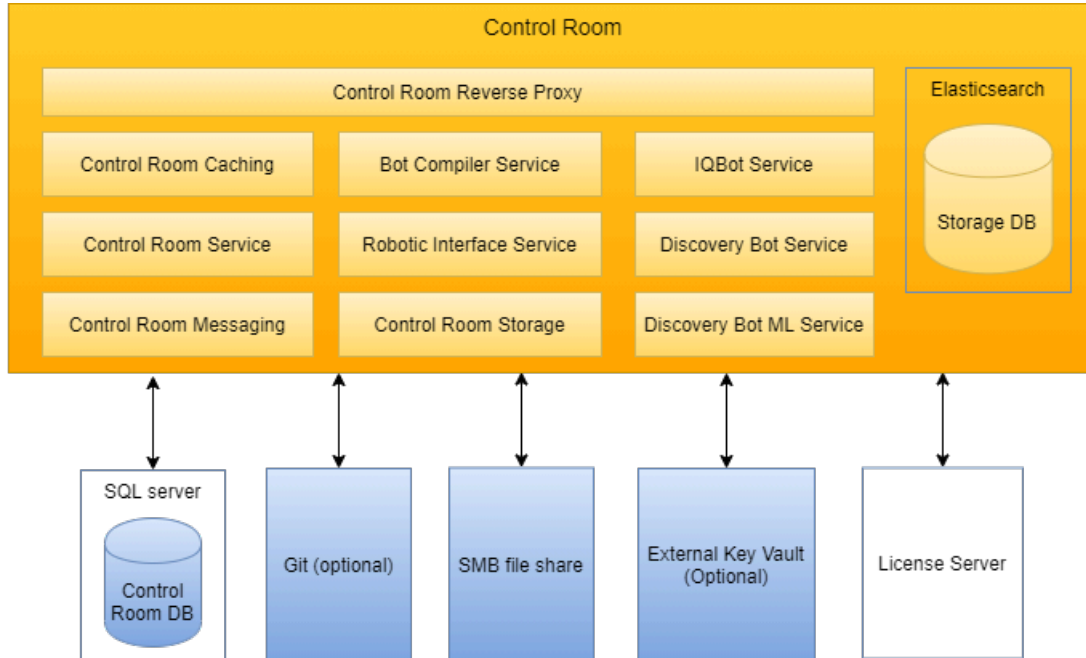 Control Room
Control Room Reverse Proxy
Elasticsearch
Control Room Caching
Bot Compiler Service
IQBot Service
Storage DB
Control Room Service
Robotic Interface Service
Discovery Bot Service
Control Room Messaging
Control Room Storage
Discovery Bot ML Service
SQL server
Control
Room DB
Git (optional)
SMB file share
External Key Vault
(Optional)
License Server